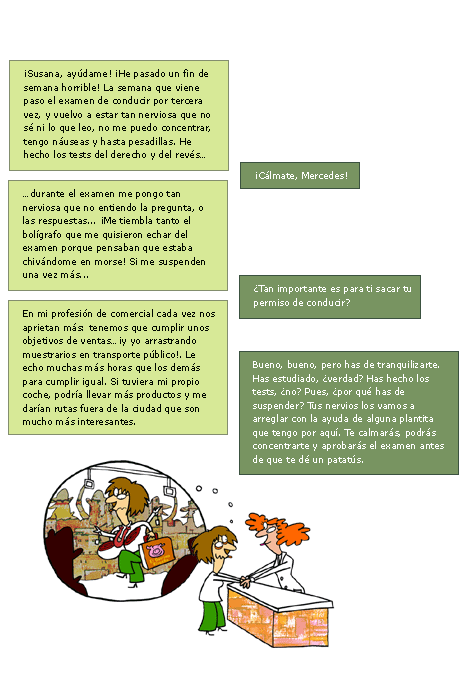 ¡Susana, ayúdame! ¡He pasado un fin de
semana horrible! La semana que viene
paso el examen de conducir por tercera
vez, y vuelvo a estar tan nerviosa que no
sé ni lo que leo, no me puedo concentrar,
tengo náuseas y hasta pesadillas. He
hecho los tests del derecho y del revés...
¡Cálmate, Mercedes!
...durante el examen me pongo tan
nerviosa que no entiendo la pregunta, o
las respuestas... ¡Me tiembla tanto el
bolígrafo que me quisieron echar del
examen porque pensaban que estaba
chivándome en morse! Si me suspenden
una vez más...
¿Tan importante es para ti sacar tu
permiso de conducir?
En mi profesión de comercial cada vez nos
aprietan más: tenemos que cumplir unos
objetivos de ventas...¡y yo arrastrando
muestrarios en transporte público!. Le
echo muchas más horas que los demás
para cumplir igual. Si tuviera mi propio
coche, podría llevar más productos y me
darían rutas fuera de la ciudad que son
mucho más interesantes.
Bueno, bueno, pero has de tranquilizarte.
Has estudiado, ¿verdad? Has hecho los
tests, ¿no? Pues, ¿por qué has de
suspender? Tus nervios los vamos a
arreglar con la ayuda de alguna plantita
que tengo por aquí. Te calmarás, podrás
concentrarte y aprobarás el examen antes
de que te dé un patatús.